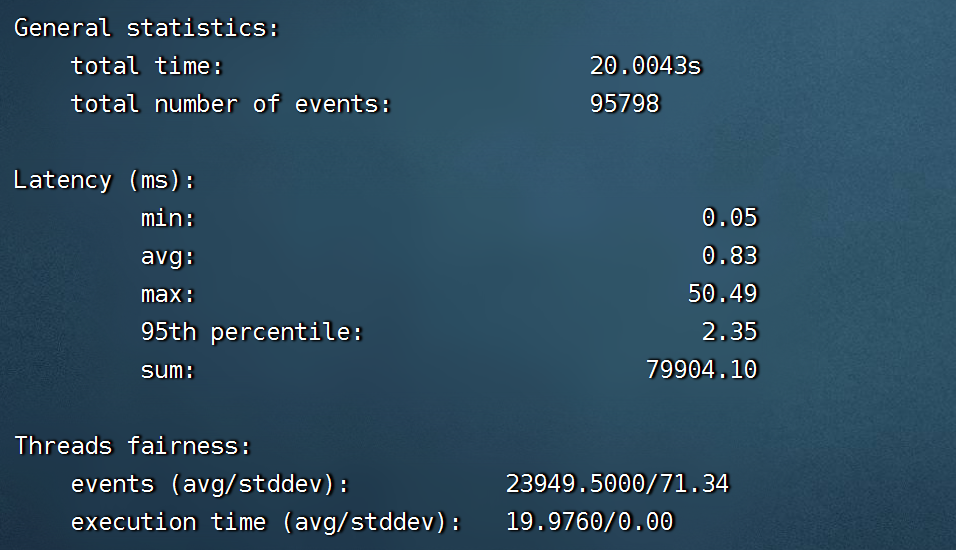 General statistics:
total time: 20.0043s
total number of events: 95798
Latency (ms):
min: 0.05
avg: 0.83
max: 50.49
95th percentile: 2.35
sum: 79904.10
Threads fairness:
events (avg/stddev): 23949.5000/71.34
execution time (avg/stddev): 19.9760/0.00